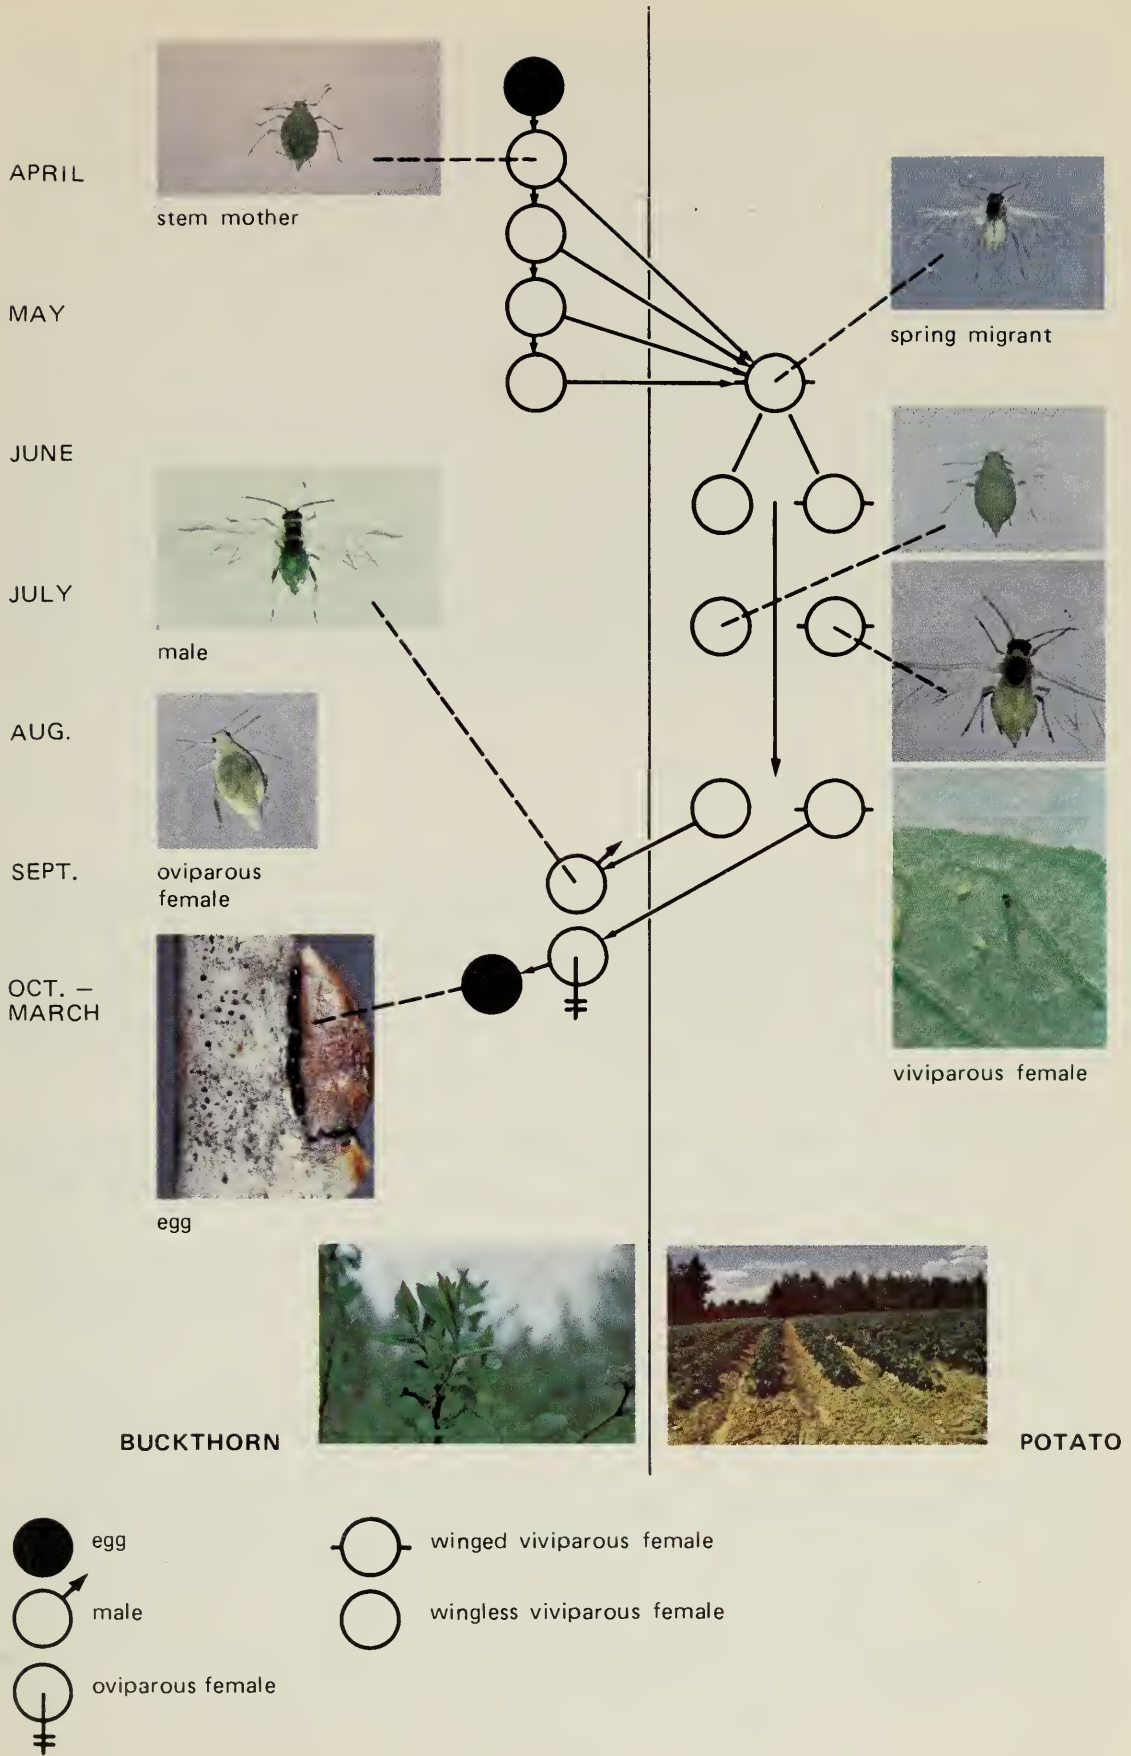 APRIL
stem mother
spring migrant
MAY
JUNE
JULY
male
AUG.
oviparous
female
SEPT.
OCT. –
MARCH
viviparous female
egg
BUCKTHORN
POTATO
egg
winged viviparous female
male
wingless viviparous female
oviparous female